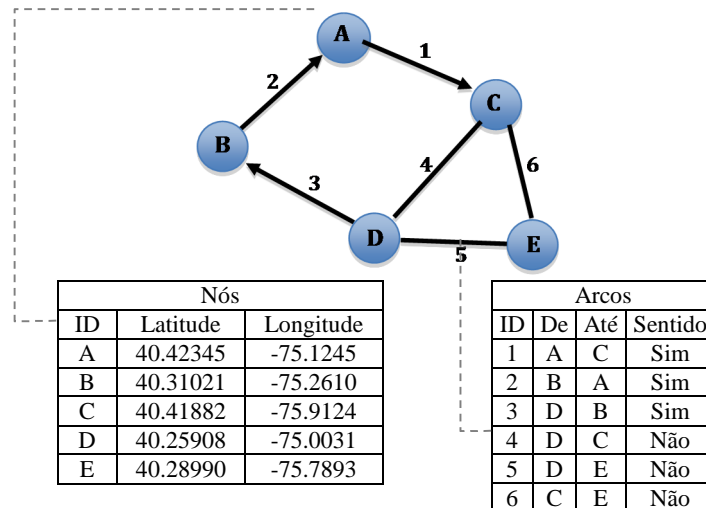 A
1
2
C
B
4
6
3
D
E
5
Nós
ID Latitude Longitude
A 40.42345 -75.1245
B 40.31021 -75.2610
C 40.41882 -75.9124
D 40.25908 -75.0031
E 40.28990 -75.7893
Arcos
ID De Até Sentido
1 A C Sim
2 B A Sim
3 D B Sim
4 D C Não
5 D E Não
6 C E Não